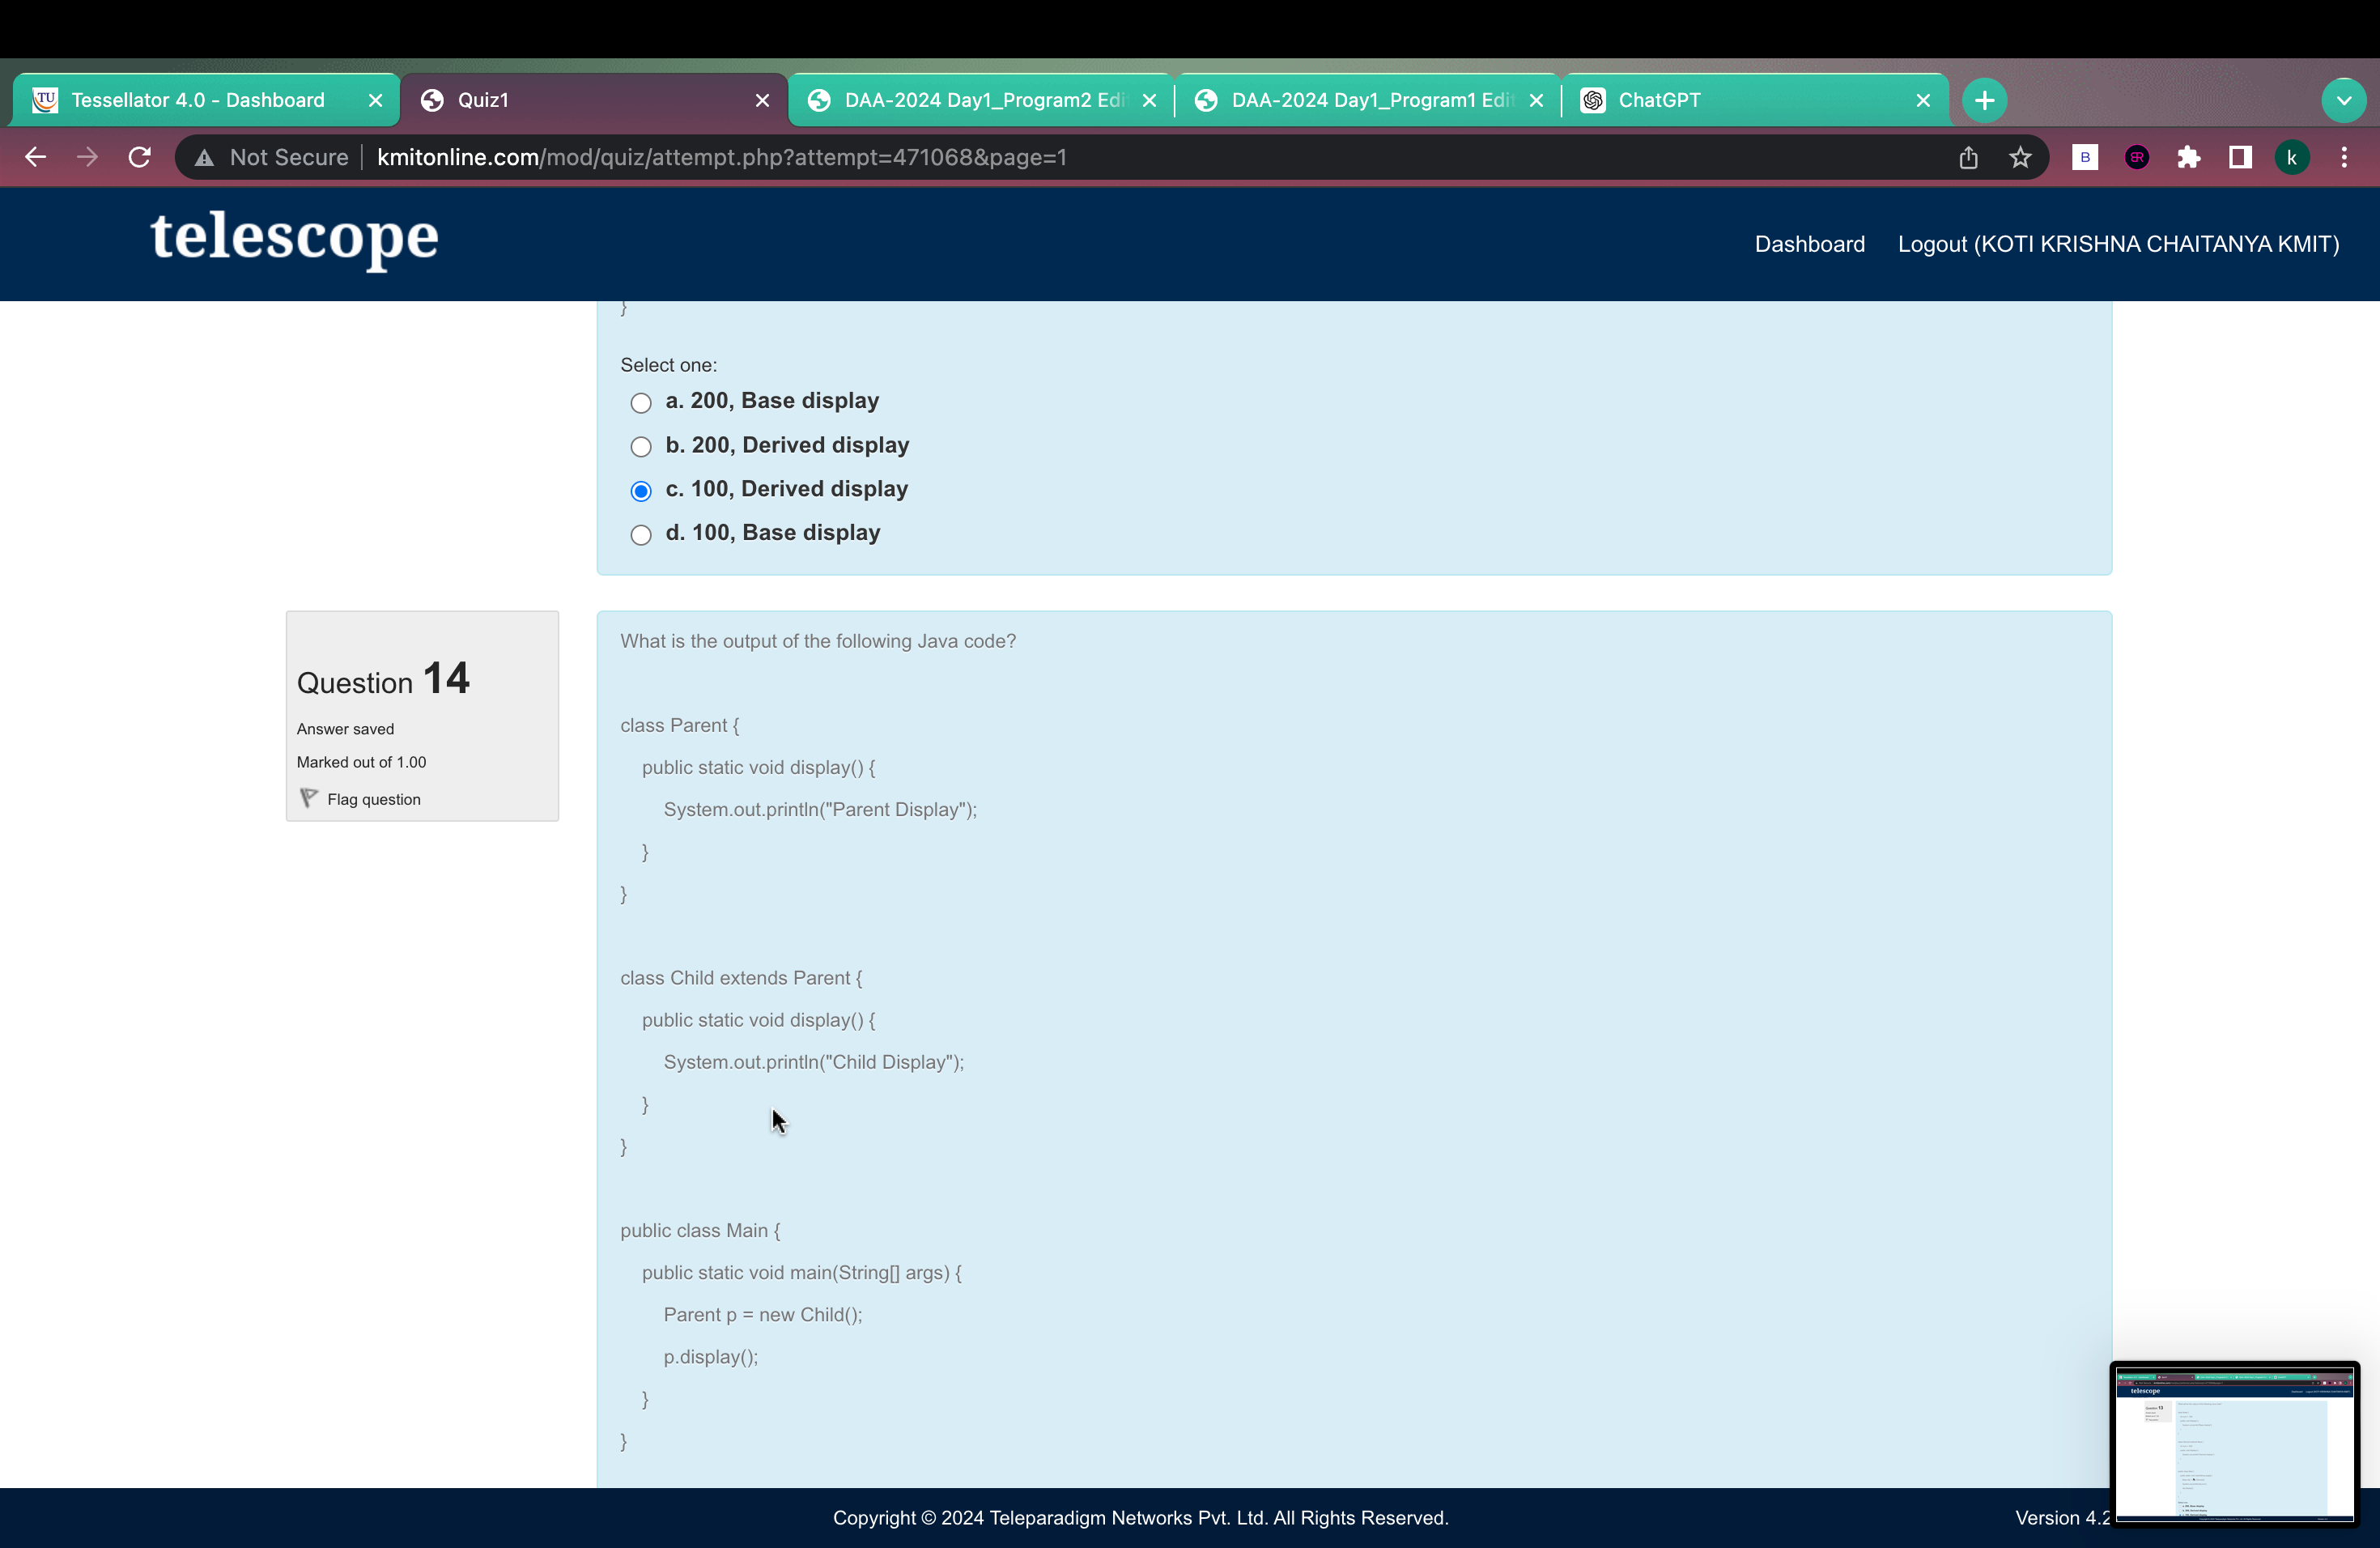 Tessellator 4.0 - Dashboard
Quiz1
DAA-2024 Day1_Program2 Edi
DAA-2024 Day1_Program1 Edit
ChatGPT
Not Secure
kmitonline.com/mod/quiz/attempt.php?attempt=471068&page=1
B
k
telescope
Dashboard
Logout (KOTI KRISHNA CHAITANYA KMIT)
}
Select one:
a. 200, Base display
b. 200, Derived display
c. 100, Derived display
d. 100, Base display
Question 14
Answer saved
Marked out of 1.00
Flag question
What is the output of the following Java code?
class Parent {
public static void display() {
System.out.println("Parent Display");
}
}
class Child extends Parent {
public static void display() {
System.out.println("Child Display");
}
}
public class Main {
public static void main(String[] args) {
Parent p = new Child();
p.display();
}
}
Copyright © 2024 Teleparadigm Networks Pvt. Ltd. All Rights Reserved.
Version 4.2
telescope